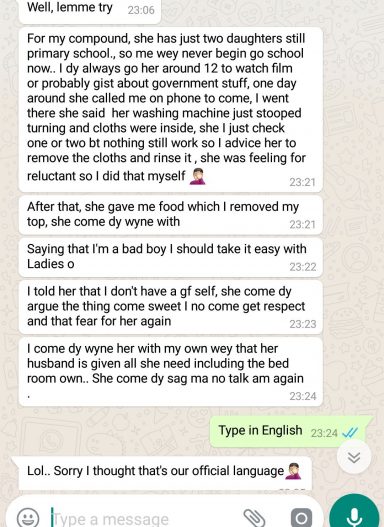 Well, lemme try 23:06
For my compound, she has just two daughters still
primary school., so me wey never begin go school
now.. I dy always go her around 12 to watch film
or probably gist about government stuff, one day
around she called me on phone to come, I went
there she said  her washing machine just stooped
turning and cloths were inside, she I just check
one or two bt nothing still work so I advice her to
remove the cloths and rinse it , she was feeling for
reluctant so I did that myself 🤦🏻‍♂️
23:21
After that, she gave me food which I removed my
top, she come dy wyne with 23:21
Saying that I'm a bad boy I should take it easy with
Ladies o 23:22
I told her that I don't have a gf self, she come dy
argue the thing come sweet I no come get respect
and that fear for her again 23:23
I come dy wyne her with my own wey that her
husband is given all she need including the bed
room own.. She come dy sag ma no talk am again
. 23:24
Type in English 23:24
Lol.. Sorry I thought that's our official language 🤦🏻‍♂️
Type a message